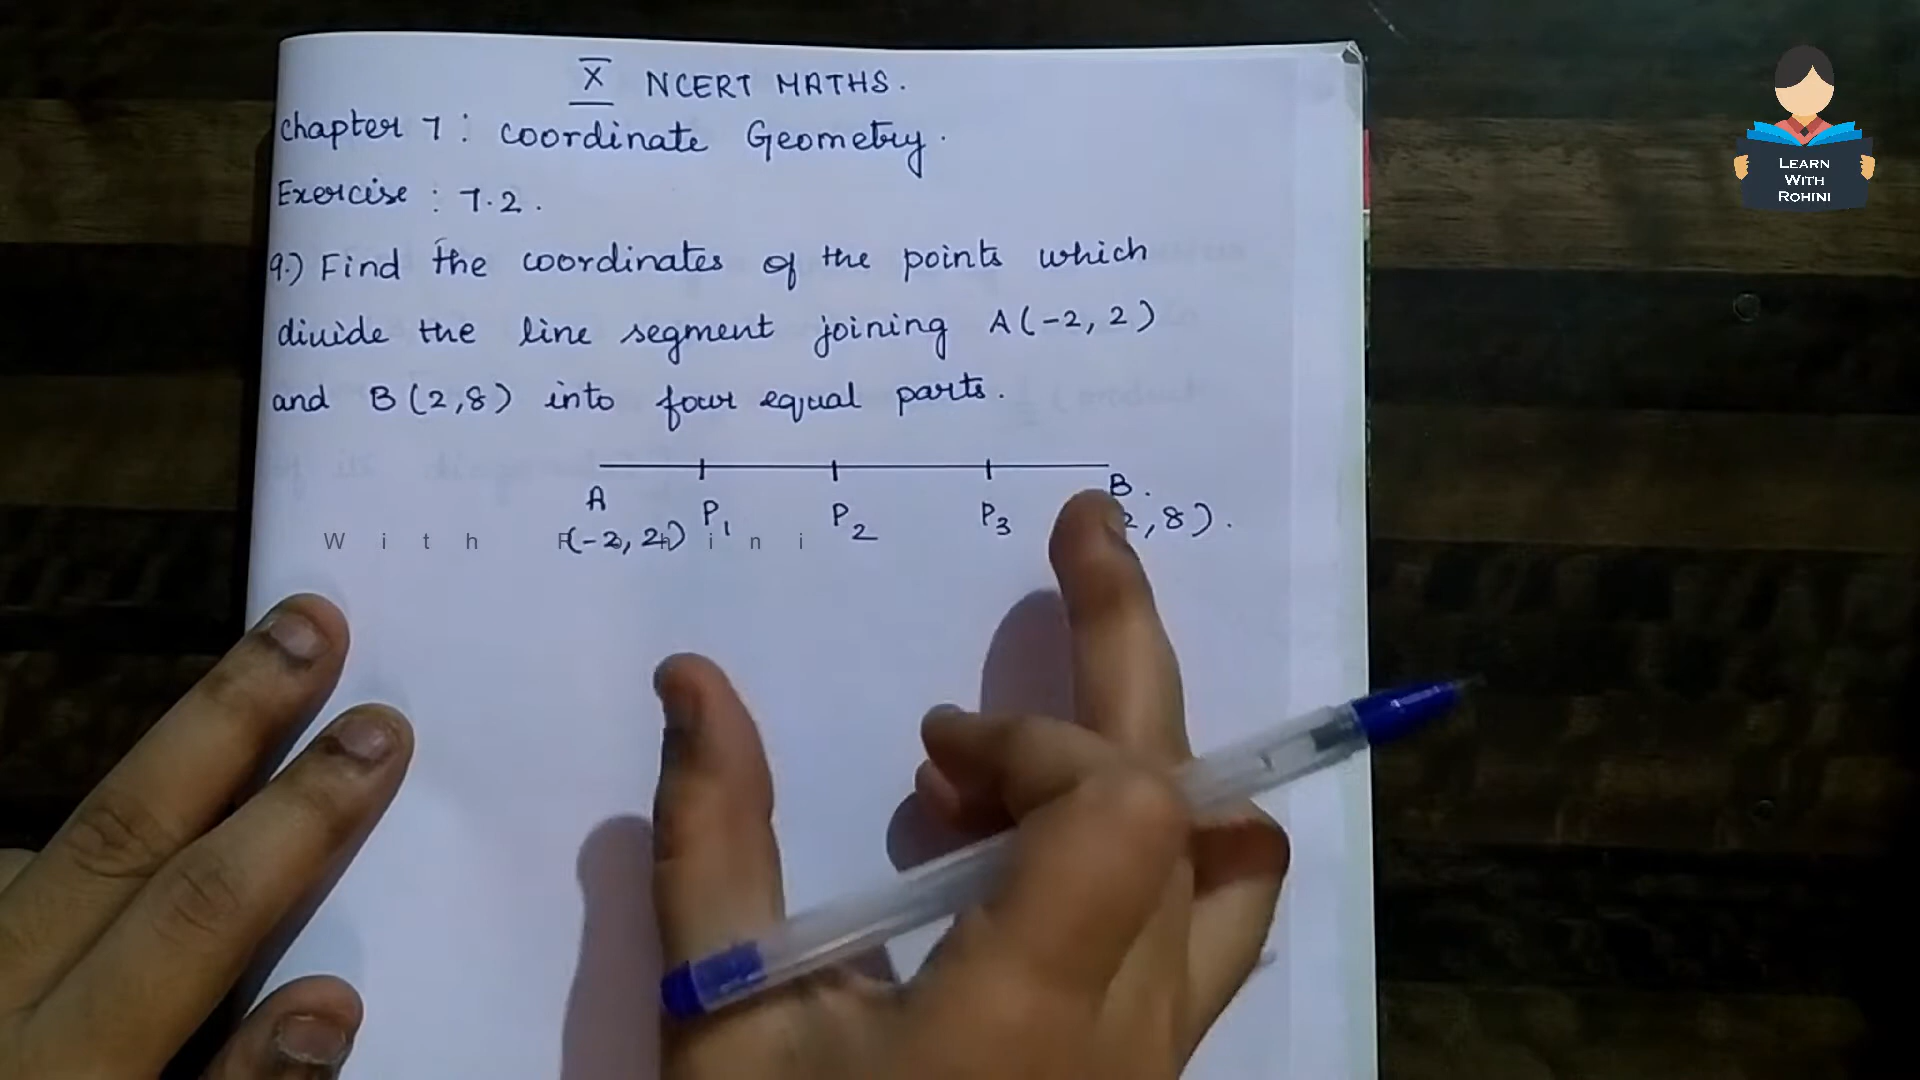 X NCERT MATHS.
Chapter 7: Coordinate Geometry.
Exercise : 7.2.
9.) Find the coordinates of the points which
divide the line segment joining A(-2, 2)
and B(2,8) into four equal parts.
A P1 P2 P3 B.
(-2, 2) 2,8).
With
LEARN
WITH
ROHINI